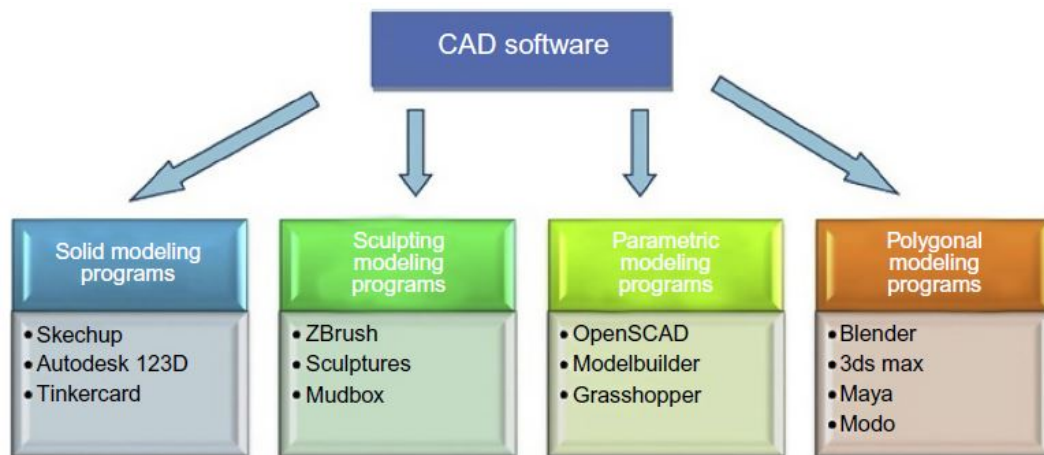 CAD software
Solid modeling
programs
• Skechup
• Autodesk 123D
• Tinkercard
Sculpting
modeling
programs
• ZBrush
• Sculptures
• Mudbox
Parametric
modeling
programs
• OpenSCAD
• Modelbuilder
• Grasshopper
Polygonal
modeling
programs
• Blender
• 3ds max
• Maya
• Modo